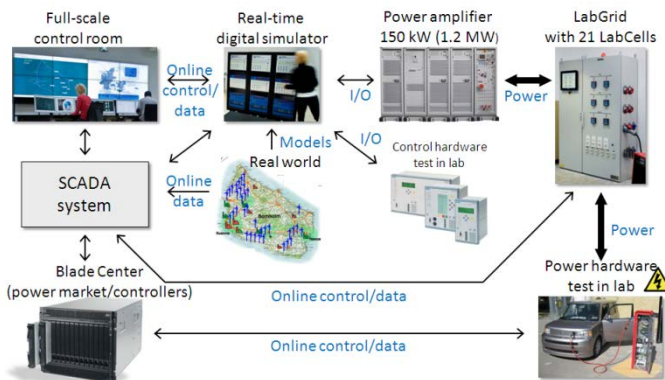 Full-scale
control room
Real-time
digital simulator
Power amplifier
150 kW (1.2 MW)
LabGrid
with 21 LabCells
Online
control/
data
I/O
Power
Models
I/O
Real world
Control hardware
test in lab
SCADA
system
Online
data
Bornholm
Power
Blade Center
(power market/controllers)
Online control/data
Power hardware
test in lab
Online control/data